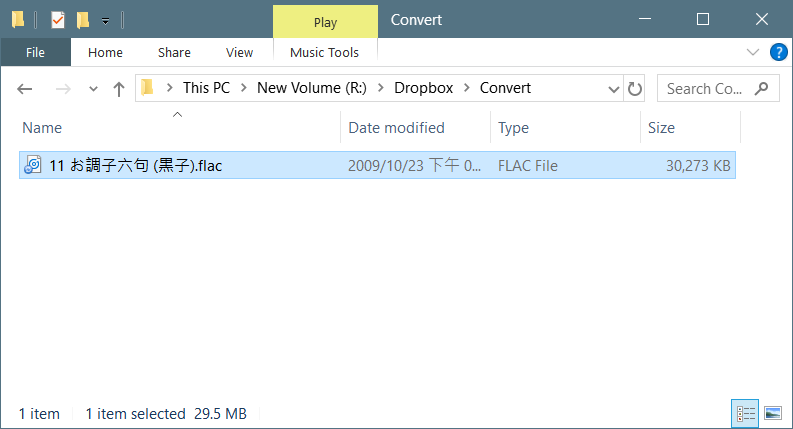 Play
Convert
File
Home
Share
View
Music Tools
?
This PC > New Volume (R:) > Dropbox > Convert
Search Co...
Name
Date modified
Type
Size
11 お調子六句 (黒子).flac
2009/10/23 下午 0...
FLAC File
30,273 KB
1 item
1 item selected 29.5 MB